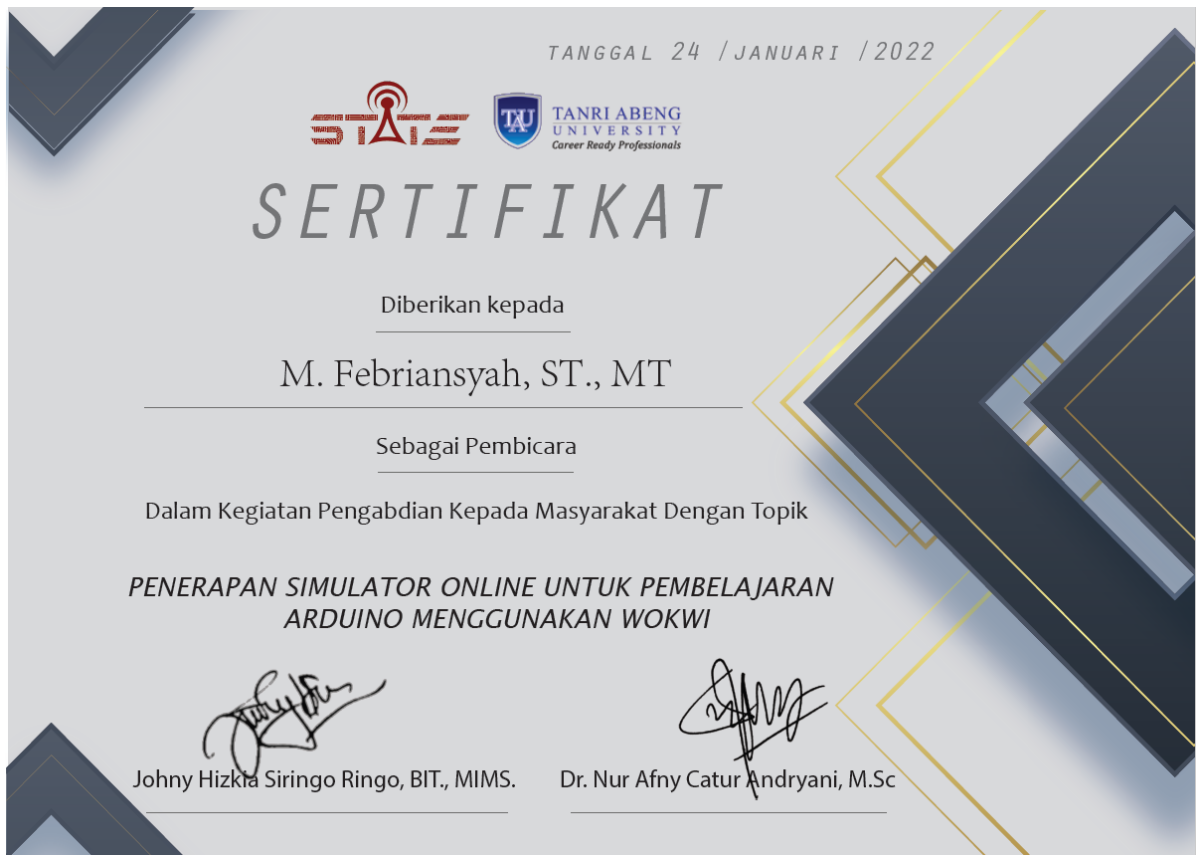 TANGGAL 24 /JANUARI /2022
STATE
TAU
TANRI ABENG
UNIVERSITY
Career Ready Professionals
SERTIFIKAT
Diberikan kepada
M. Febriansyah, ST., MT
Sebagai Pembicara
Dalam Kegiatan Pengabdian Kepada Masyarakat Dengan Topik
PENERAPAN SIMULATOR ONLINE UNTUK PEMBELAJARAN
ARDUINO MENGGUNAKAN WOKWI
Johny Hizkia Siringo Ringo, BIT., MIMS.
Dr. Nur Afny Catur Andryani, M.Sc